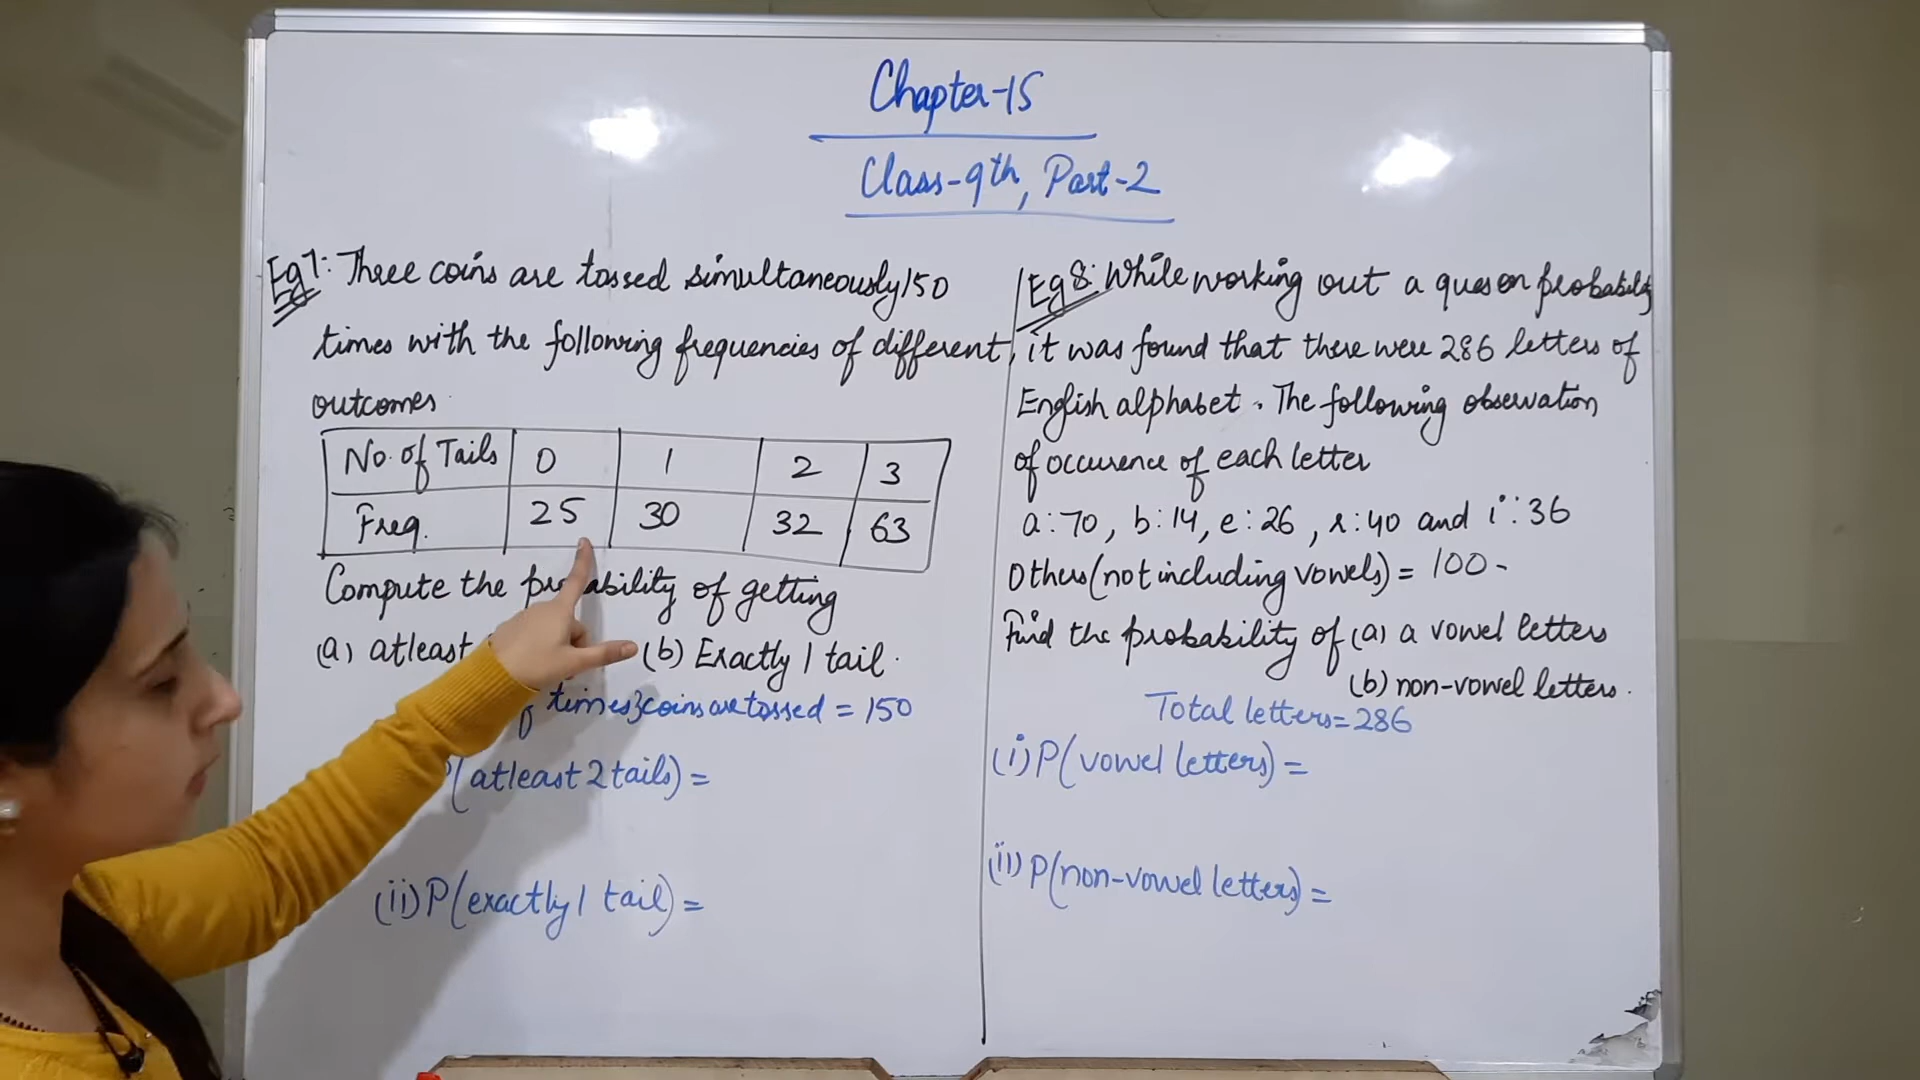 Chapter-15
Class-9th, Part-2
Eg7: Three coins are tossed simultaneously 150
times with the following frequencies of different
outcomes.
No. of Tails 0 1 2 3
Freq. 25 30 32 63
Compute the probability of getting
(a) atleast (b) Exactly 1 tail.
times 3 coins are tossed = 150
P(atleast 2 tails) =
(ii) P(exactly 1 tail) =
Eg 8: While working out a ques on probability
it was found that there were 286 letters of
English alphabet. The following observation
of occurence of each letter
a:70, b:14, e:26, r:40 and i:36
Others (not including vowels) = 100-
Find the probability of (a) a vowel letters
(b) non-vowel letters.
Total letters = 286
(i) P(vowel letters) =
(ii) P(non-vowel letters) =